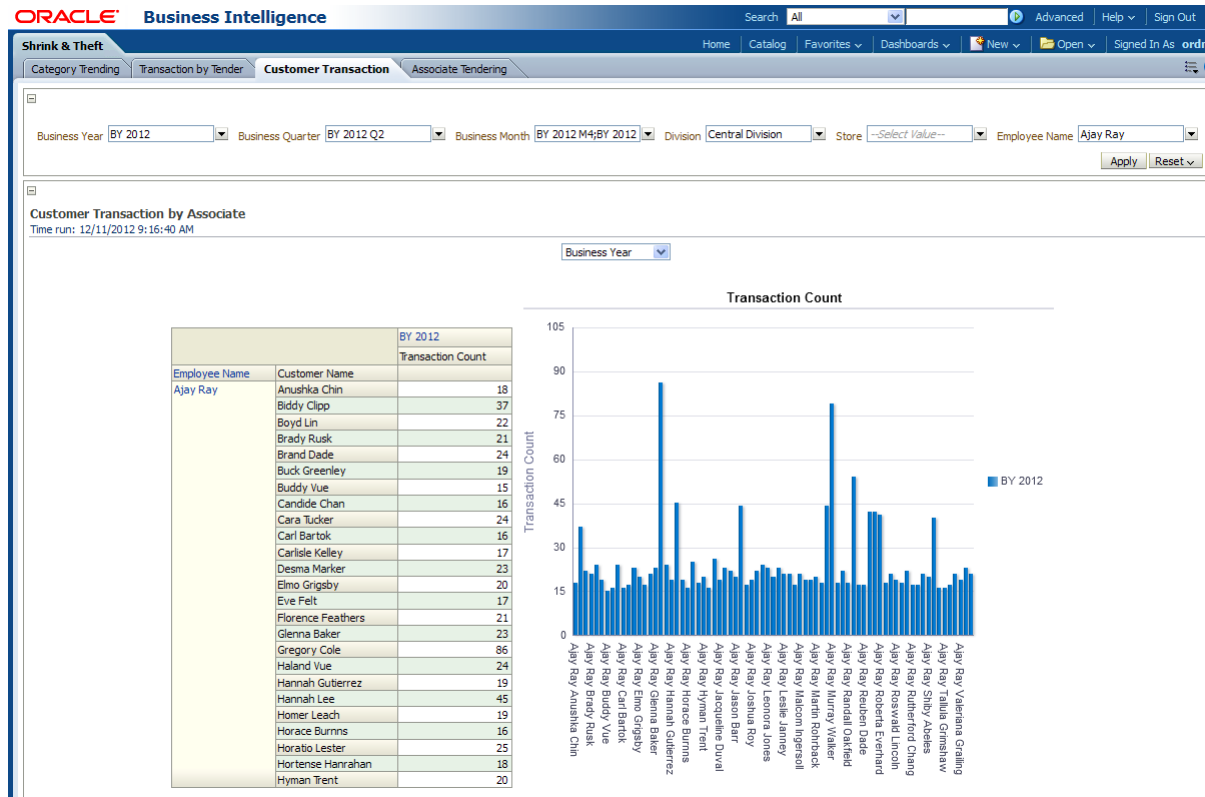 ORACLE® Business Intelligence
Search All Advanced Help Sign Out
Shrink & Theft
Home Catalog Favorites Dashboards New Open Signed In As
Category Trending Transaction by Tender Customer Transaction Associate Tendering
Business Year BY 2012 Business Quarter BY 2012 Q2 Business Month BY 2012 M4;BY 2012 Division Central Division Store --Select Value-- Employee Name Ajay Ray
Apply Reset
Customer Transaction by Associate
Time run: 12/11/2012 9:16:40 AM
Business Year
BY 2012
Transaction Count
Employee Name Customer Name
Ajay Ray Anushka Chin 18
Biddy Clipp 37
Boyd Lin 22
Brady Rusk 21
Brand Dade 24
Buck Greenley 19
Buddy Vue 15
Candide Chan 16
Cara Tucker 24
Carl Bartok 16
Carlisle Kelley 17
Desma Marker 23
Elmo Grigsby 20
Eve Felt 17
Florence Feathers 21
Glenna Baker 23
Gregory Cole 86
Haland Vue 24
Hannah Gutierrez 19
Hannah Lee 45
Homer Leach 19
Horace Burnns 16
Horatio Lester 25
Hortense Hanrahan 18
Hyman Trent 20
Transaction Count
Transaction Count
105
90
75
60
45
30
15
0
BY 2012
Ajay Ray Anushka Chin
Ajay Ray Brady Rusk
Ajay Ray Buddy Vue
Ajay Ray Carl Bartok
Ajay Ray Elmo Grigsby
Ajay Ray Glenna Baker
Ajay Ray Hannah Gutierrez
Ajay Ray Horace Burnns
Ajay Ray Hyman Trent
Ajay Ray Jacqueline Duval
Ajay Ray Jason Barr
Ajay Ray Joshua Roy
Ajay Ray Leonora Jones
Ajay Ray Leslie Janney
Ajay Ray Malcom Ingersoll
Ajay Ray Martin Rohrback
Ajay Ray Murray Walker
Ajay Ray Randall Oakfield
Ajay Ray Reuben Dade
Ajay Ray Roberta Everhard
Ajay Ray Roswald Lincoln
Ajay Ray Rutherford Chang
Ajay Ray Shiby Abeles
Ajay Ray Tallula Grimshaw
Ajay Ray Valeriana Grailing